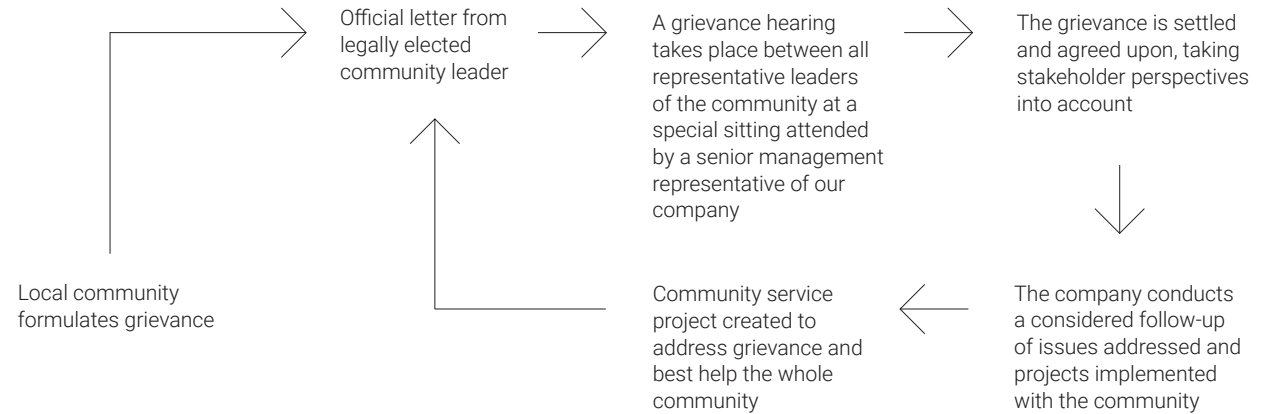 Official letter from
legally elected
community leader
A grievance hearing
takes place between all
representative leaders
of the community at a
special sitting attended
by a senior management
representative of our
company
The grievance is settled
and agreed upon, taking
stakeholder perspectives
into account
Local community
formulates grievance
Community service
project created to
address grievance and
best help the whole
community
The company conducts
a considered follow-up
of issues addressed and
projects implemented
with the community